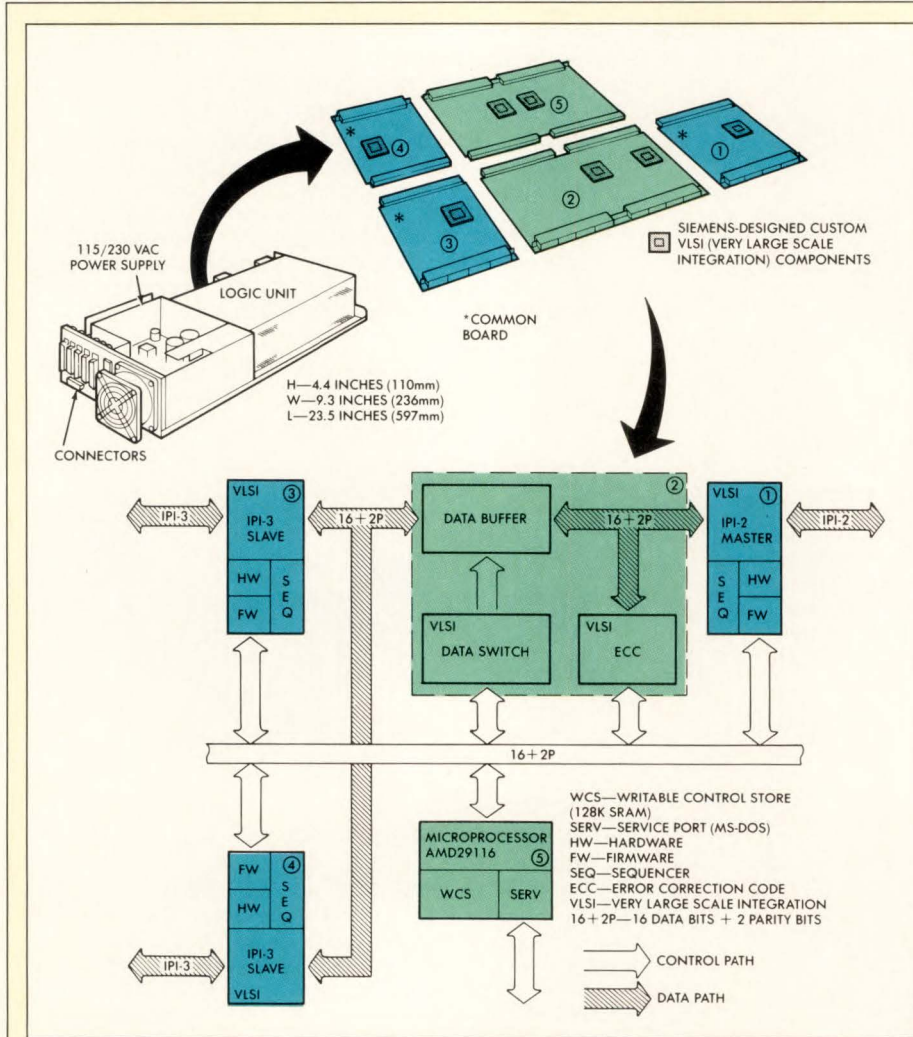 ⑤
*
④
*
①
②
*
③
115/230 VAC
POWER SUPPLY
LOGIC UNIT
SIEMENS-DESIGNED CUSTOM
VLSI (VERY LARGE SCALE
INTEGRATION) COMPONENTS
*COMMON
BOARD
H—4.4 INCHES (110mm)
W—9.3 INCHES (236mm)
L—23.5 INCHES (597mm)
CONNECTORS
VLSI ③
IPI-3
IPI-3
SLAVE
HW
FW
SEQ
16+2P
②
DATA BUFFER
16+2P
VLSI
DATA SWITCH
VLSI
ECC
VLSI ①
IPI-2
MASTER
SEQ
HW
FW
IPI-2
16+2P
FW
HW
SEQ
④
IPI-3
SLAVE
VLSI
IPI-3
MICROPROCESSOR
AMD29116 ⑤
WCS
SERV
WCS—WRITABLE CONTROL STORE
(128K SRAM)
SERV—SERVICE PORT (MS-DOS)
HW—HARDWARE
FW—FIRMWARE
SEQ—SEQUENCER
ECC—ERROR CORRECTION CODE
VLSI—VERY LARGE SCALE INTEGRATION
16+2P—16 DATA BITS + 2 PARITY BITS
CONTROL PATH
DATA PATH